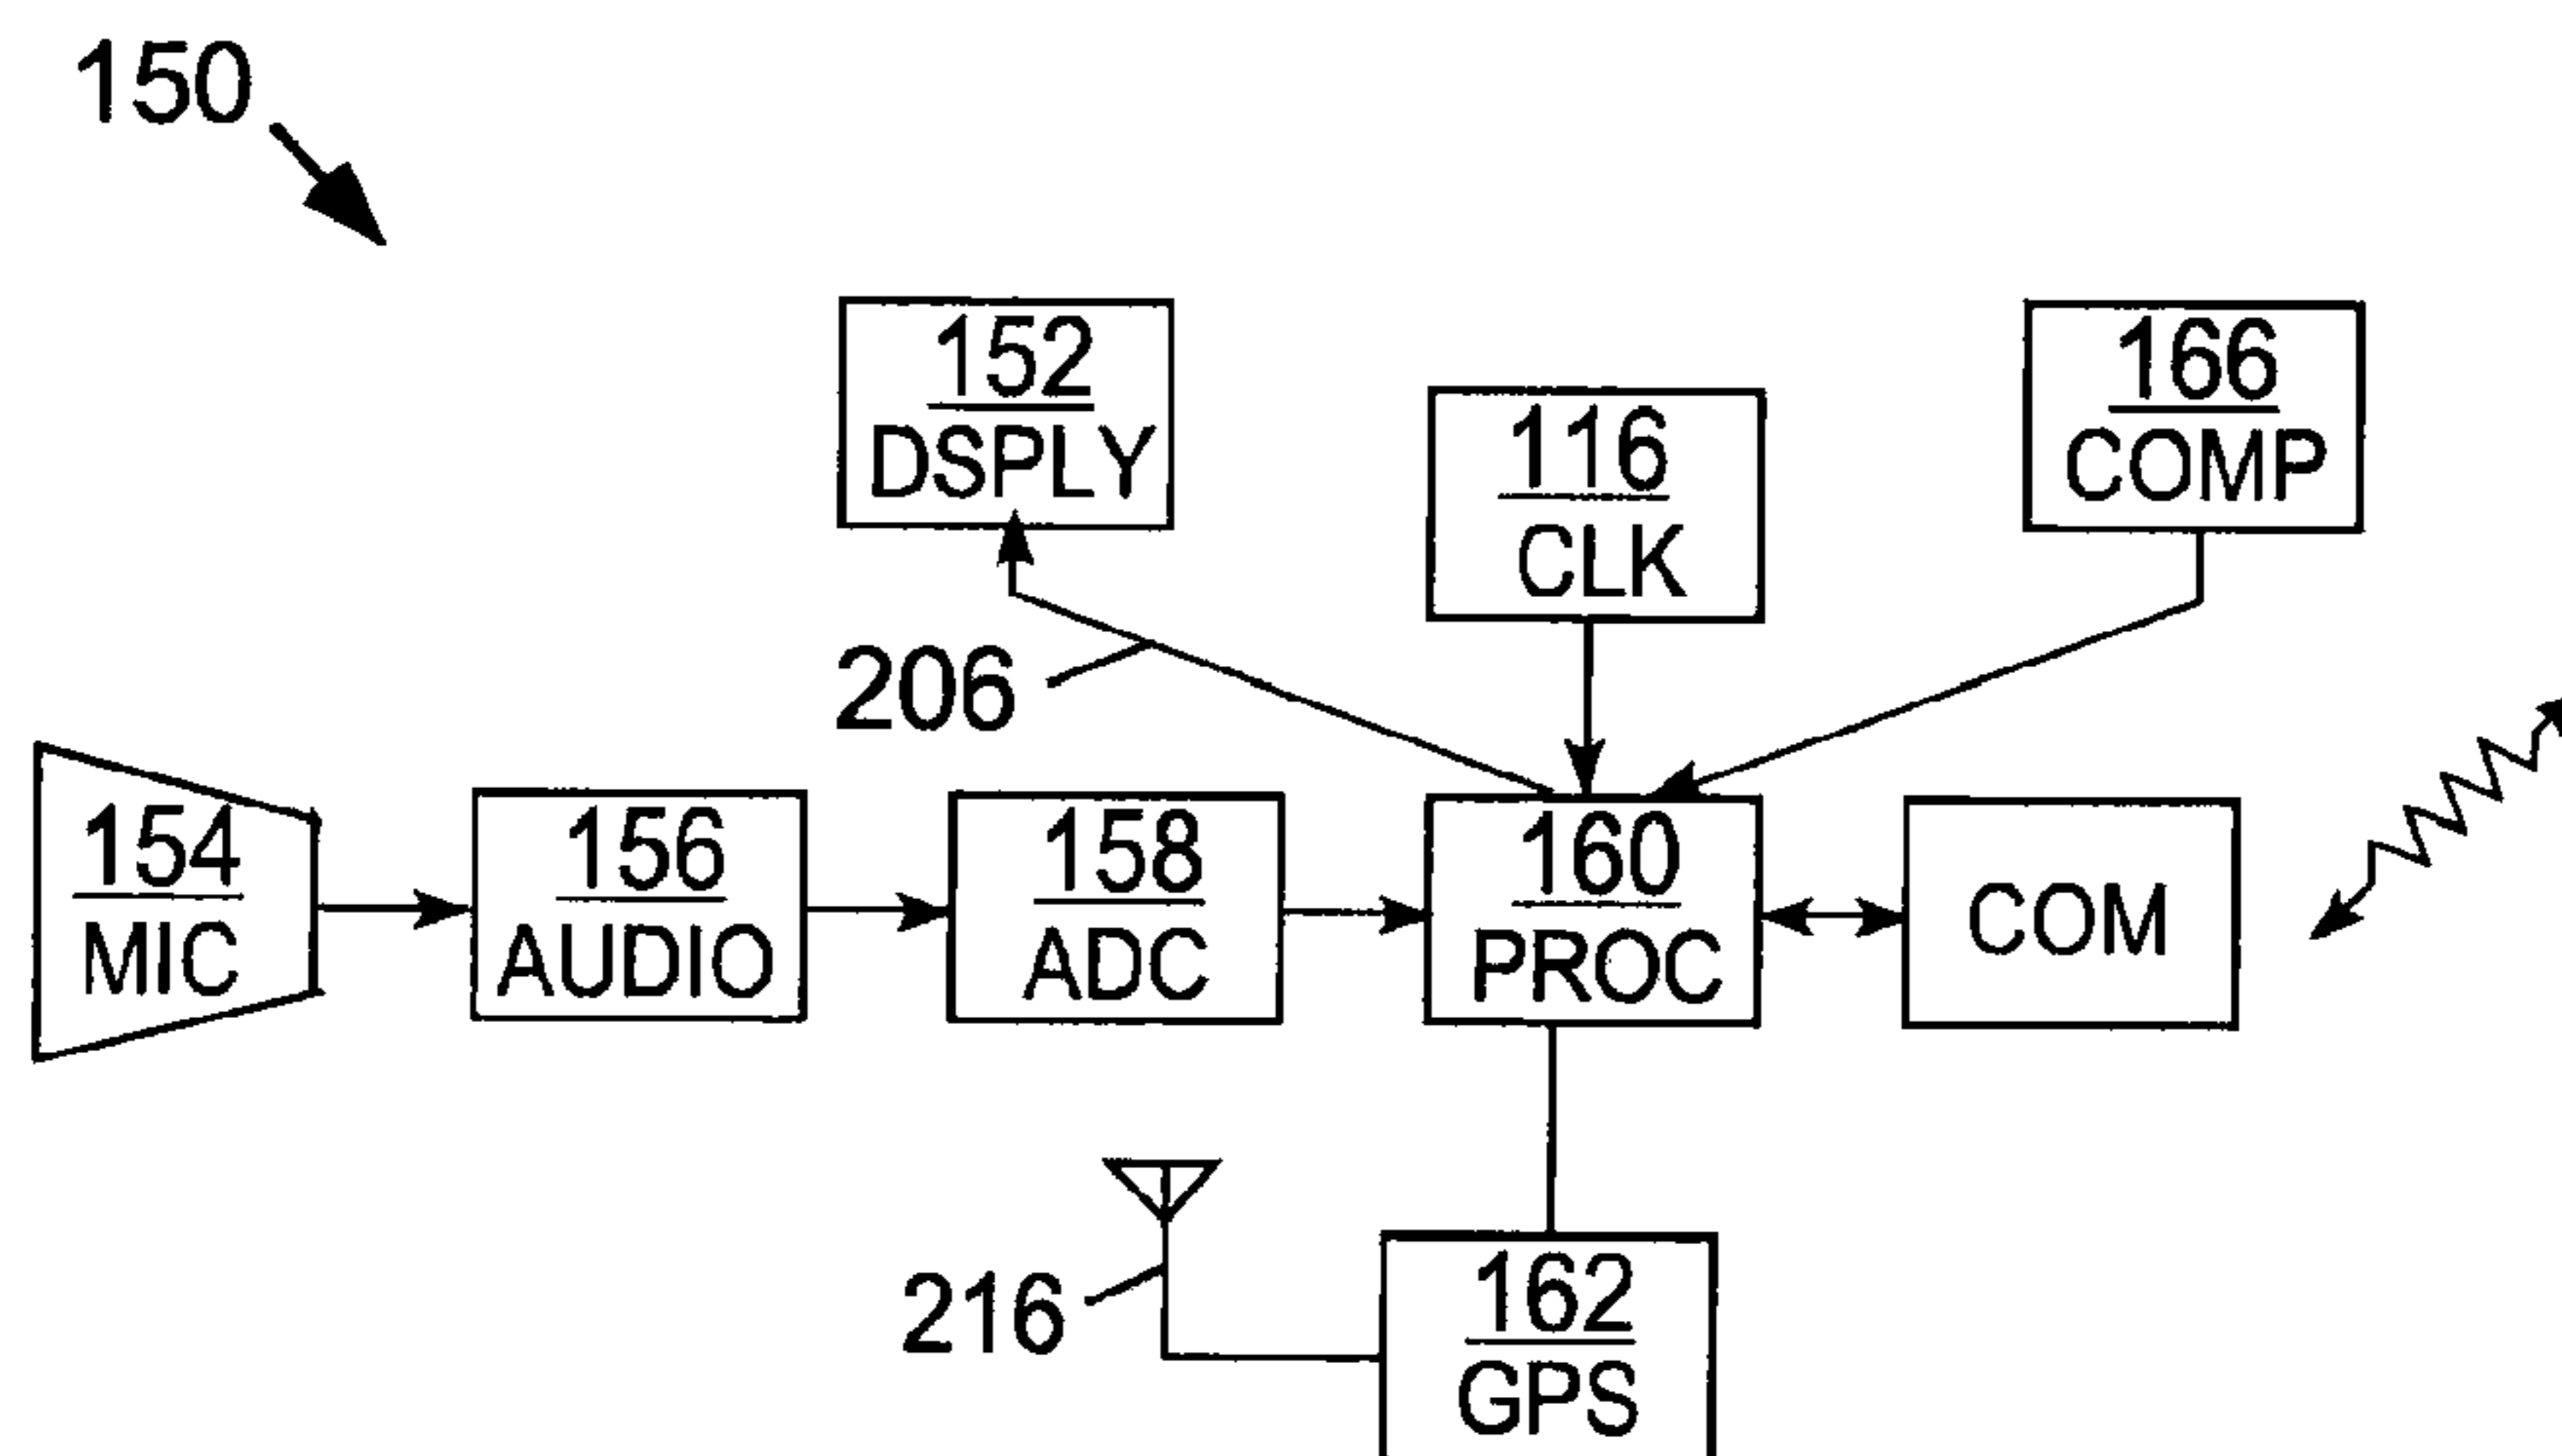 150
152
DSPLY
116
CLK
166
COMP
206
154
MIC
156
AUDIO
158
ADC
160
PROC
COM
216
162
GPS